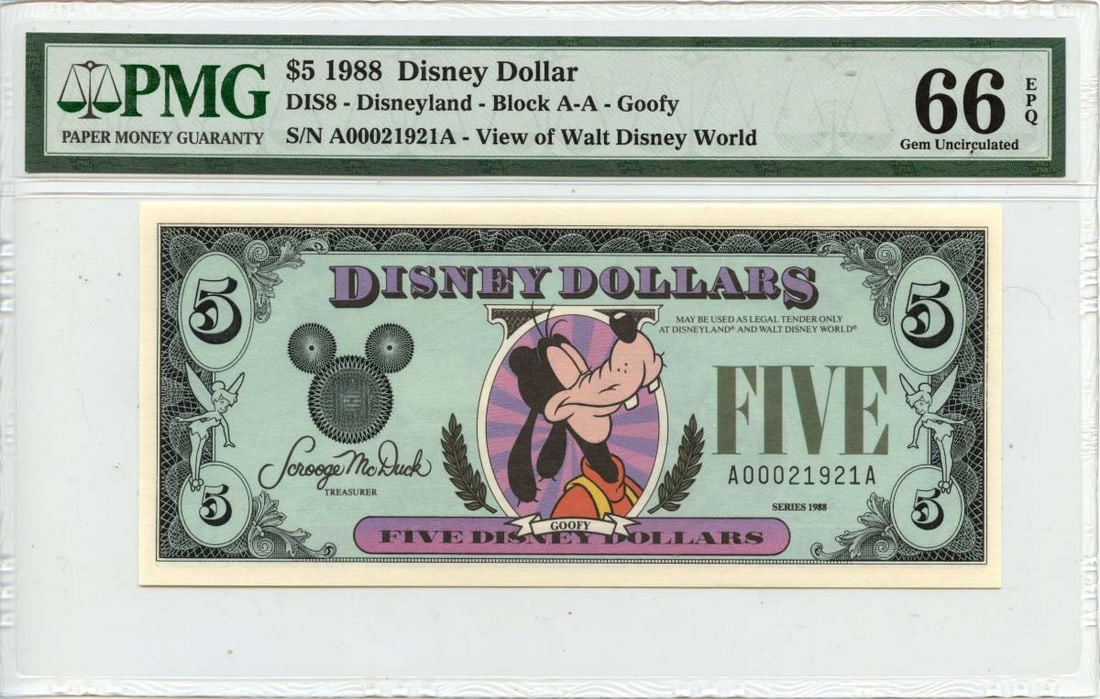 PMG
PAPER MONEY GUARANTY
$5 1988 Disney Dollar
DIS8 - Disneyland - Block A-A - Goofy
S/N A00021921A - View of Walt Disney World
66
EPQ
Gem Uncirculated
5
5
DISNEY DOLLARS
MAY BE USED AS LEGAL TENDER ONLY
AT DISNEYLAND® AND WALT DISNEY WORLD®
FIVE
A00021921A
Scrooge McDuck
TREASURER
SERIES 1988
5
5
GOOFY
FIVE DISNEY DOLLARS